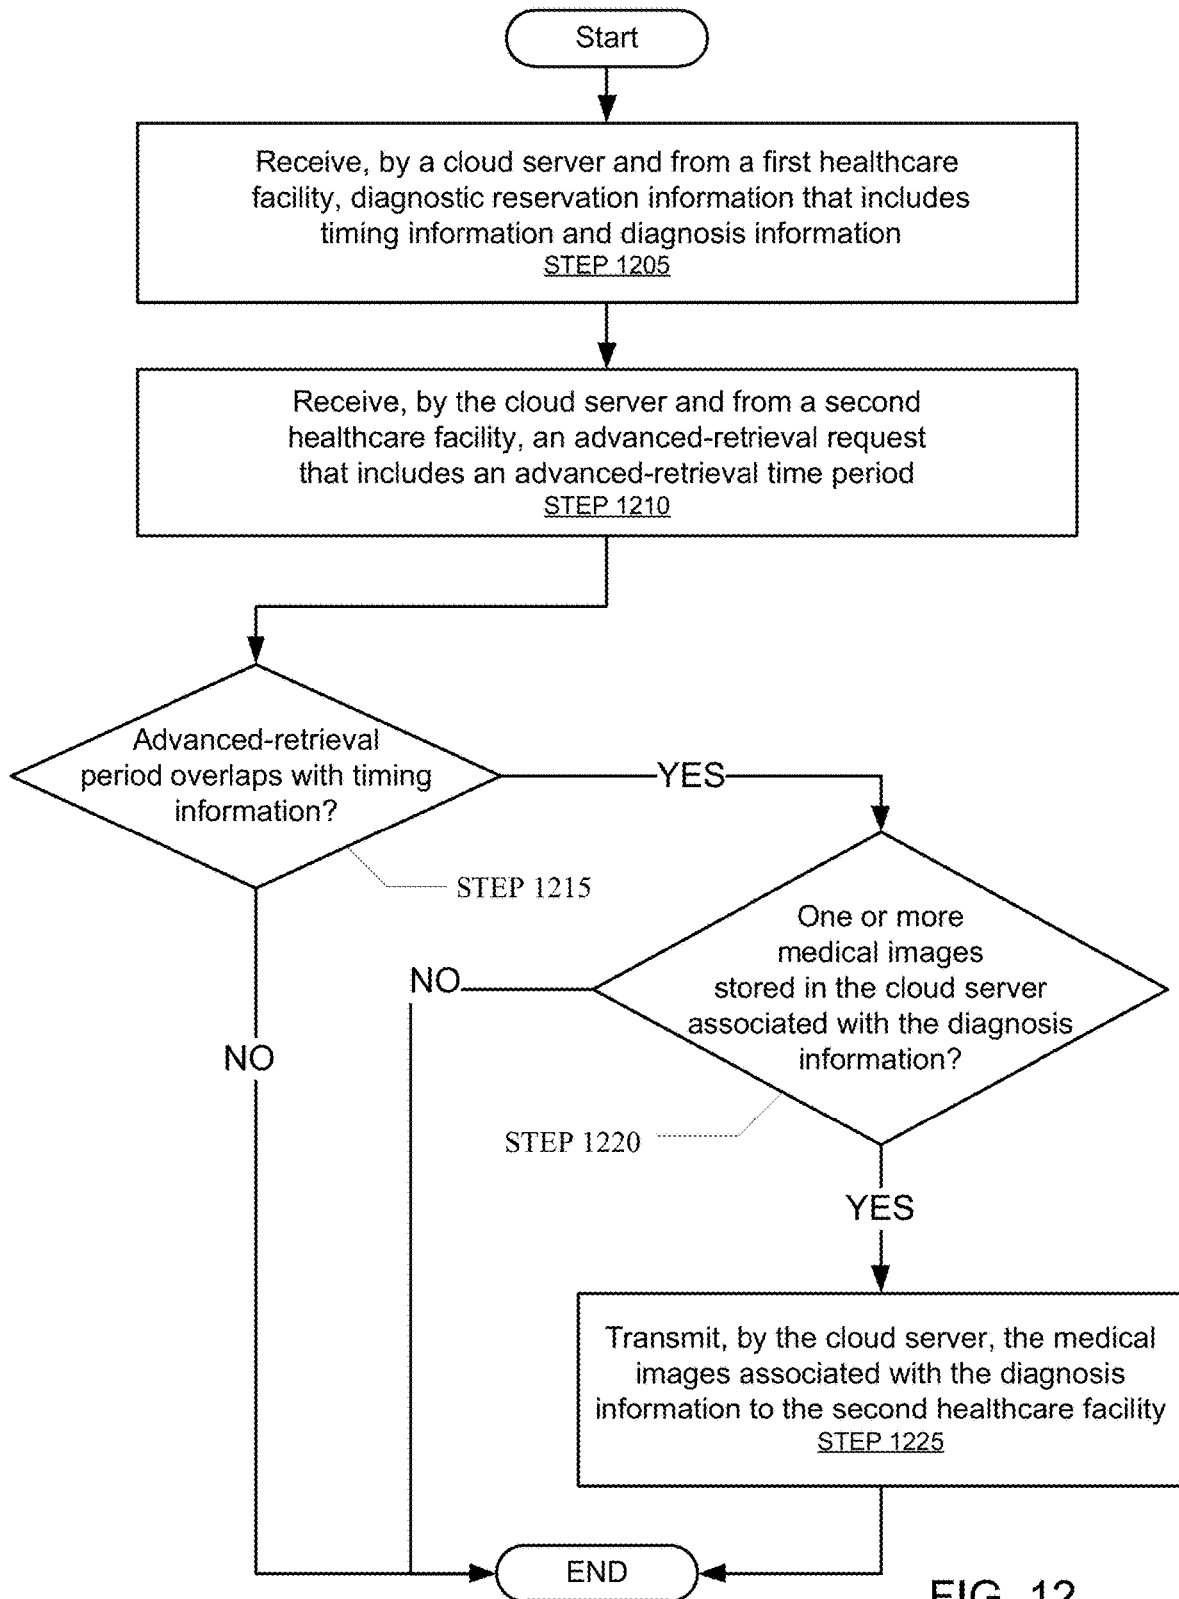 Start
Receive, by a cloud server and from a first healthcare
facility, diagnostic reservation information that includes
timing information and diagnosis information
STEP 1205
Receive, by the cloud server and from a second
healthcare facility, an advanced-retrieval request
that includes an advanced-retrieval time period
STEP 1210
Advanced-retrieval
period overlaps with timing
information?
YES
STEP 1215
One or more
medical images
stored in the cloud server
associated with the diagnosis
information?
NO
NO
STEP 1220
YES
Transmit, by the cloud server, the medical
images associated with the diagnosis
information to the second healthcare facility
STEP 1225
END
FIG. 12